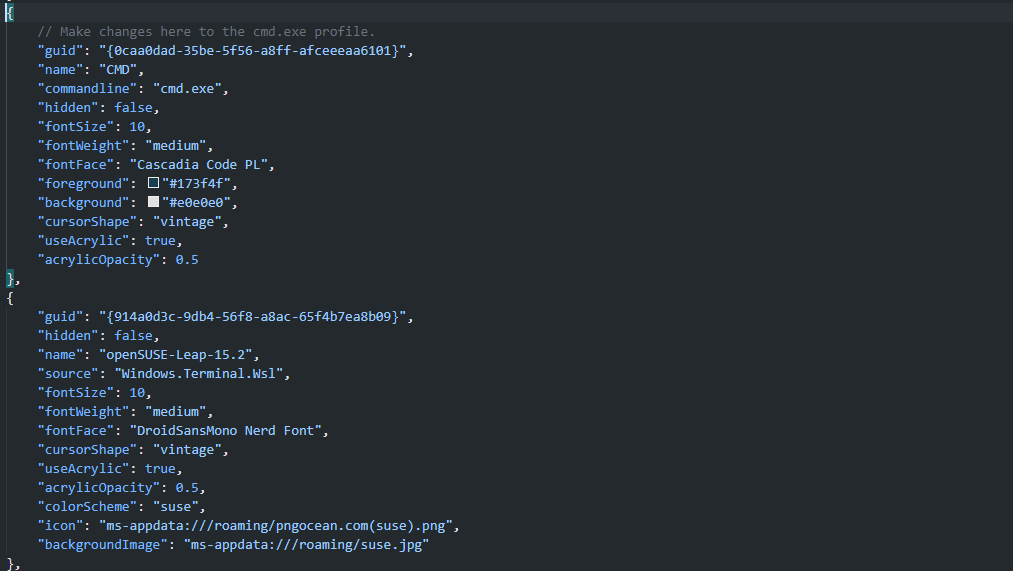 {
// Make changes here to the cmd.exe profile.
"guid": "{0caa0dad-35be-5f56-a8ff-afceeeaa6101}",
"name": "CMD",
"commandline": "cmd.exe",
"hidden": false,
"fontSize": 10,
"fontWeight": "medium",
"fontFace": "Cascadia Code PL",
"foreground": "#173f4f",
"background": "#e0e0e0",
"cursorShape": "vintage",
"useAcrylic": true,
"acrylicOpacity": 0.5
},
{
"guid": "{914a0d3c-9db4-56f8-a8ac-65f4b7ea8b09}",
"hidden": false,
"name": "openSUSE-Leap-15.2",
"source": "Windows.Terminal.Wsl",
"fontSize": 10,
"fontWeight": "medium",
"fontFace": "DroidSansMono Nerd Font",
"cursorShape": "vintage",
"useAcrylic": true,
"acrylicOpacity": 0.5,
"colorScheme": "suse",
"icon": "ms-appdata:///roaming/pngocean.com(suse).png",
"backgroundImage": "ms-appdata:///roaming/suse.jpg"
},